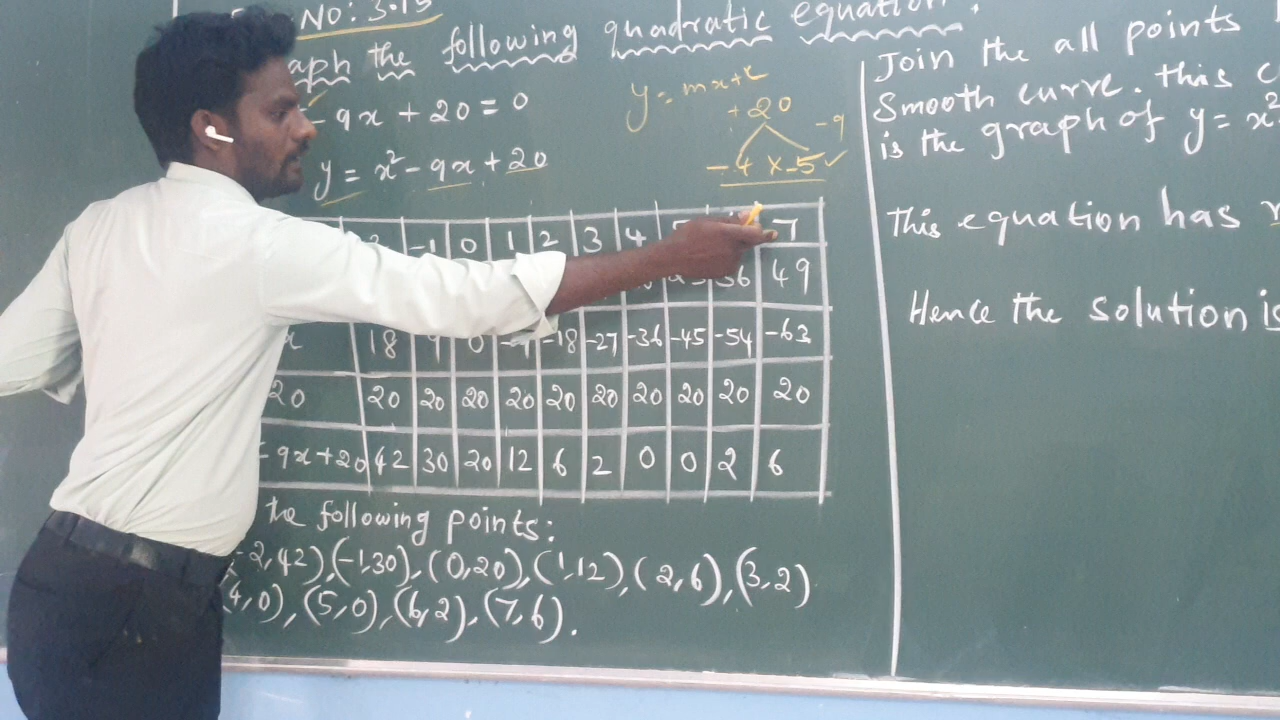 No: 3.15
the following quadratic equation.
- 9x + 20 = 0
y = x² - 9x + 20
y = mx+c
+20
-9
-4 x -5 ✓
-1 0 1 2 3 4 7
36 49
18 9 0 -9 -18 -27 -36 -45 -54 -63
20 20 20 20 20 20 20 20 20 20 20
9x+20 42 30 20 12 6 2 0 0 2 6
the following points:
-2,42),(-1,30),(0,20),(1,12),(2,6),(3,2)
(4,0),(5,0),(6,2),(7,6).
Join the all points
Smooth curve. this
is the graph of y = x²
This equation has
Hence the solution is